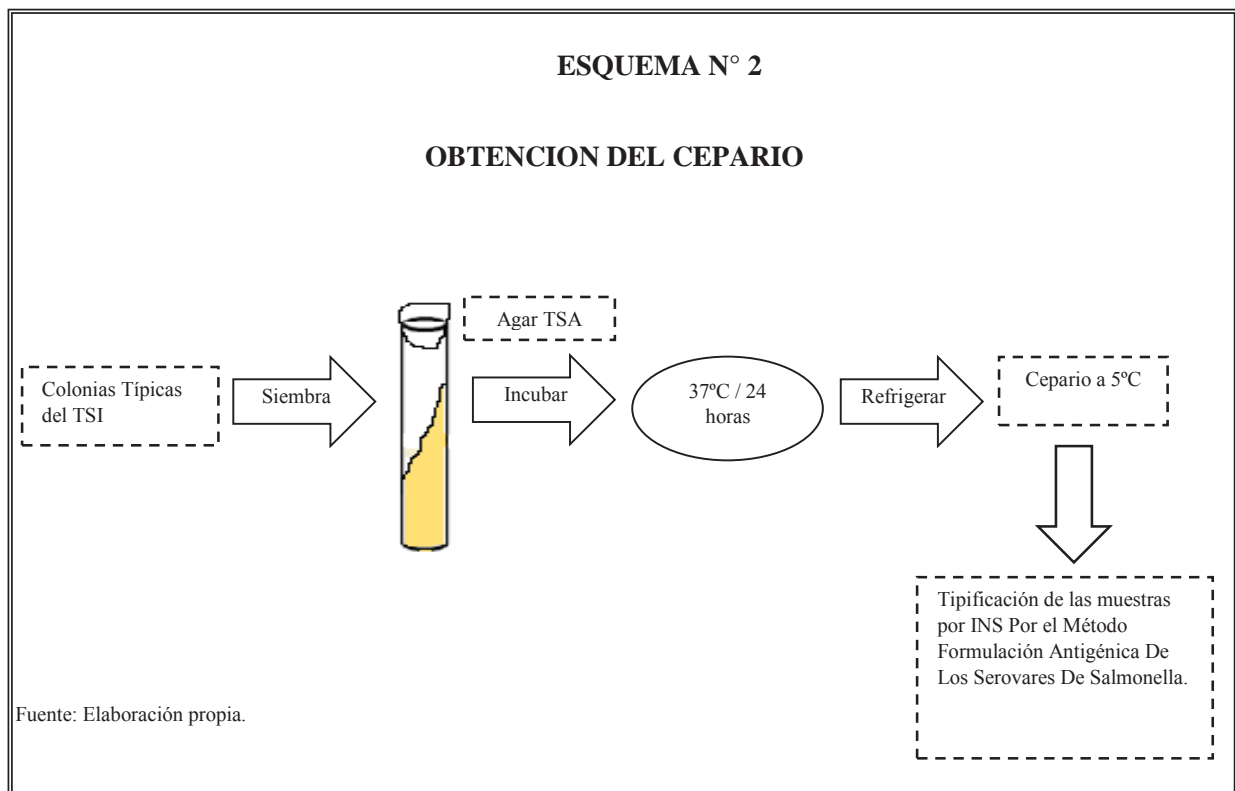 ESQUEMA N° 2
OBTENCION DEL CEPARIO
Colonias Típicas
del TSI
Siembra
Agar TSA
Incubar
37ºC / 24
horas
Refrigerar
Cepario a 5ºC
Tipificación de las muestras
por INS Por el Método
Formulación Antigénica De
Los Serovares De Salmonella.
Fuente: Elaboración propia.